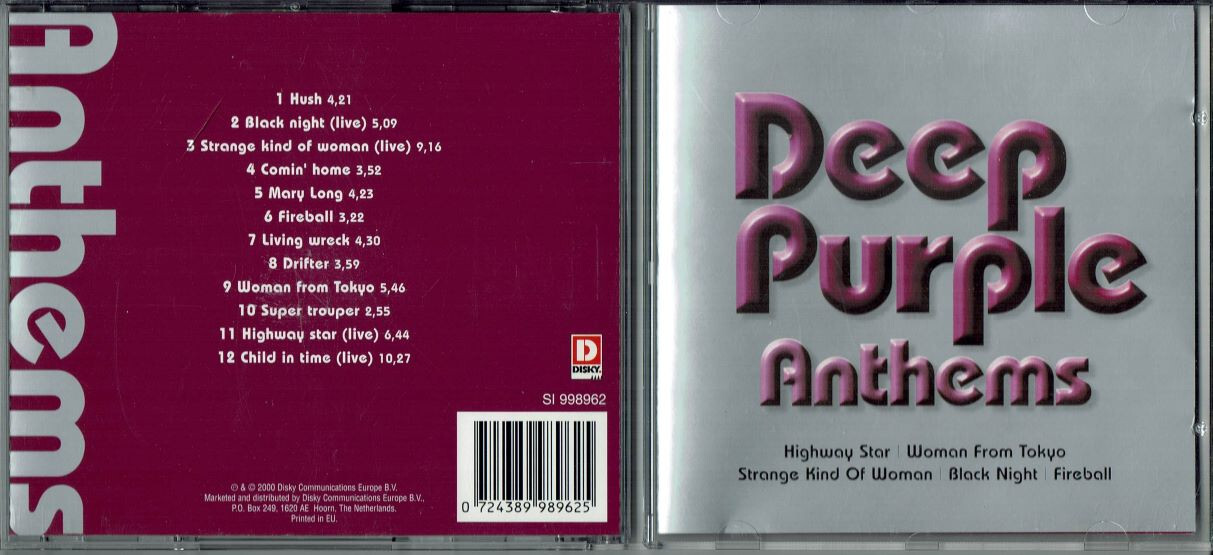 Anthems
1 Hush 4,21
2 Black night (live) 5,09
3 Strange kind of woman (live) 9,16
4 Comin' home 3,52
5 Mary Long 4,23
6 Fireball 3,22
7 Living wreck 4,30
8 Drifter 3,59
9 Woman from Tokyo 5,46
10 Super trouper 2,55
11 Highway star (live) 6,44
12 Child in time (live) 10,27
D
DISKY
SI 998962
℗ & © 2000 Disky Communications Europe B.V.
Marketed and distributed by Disky Communications Europe B.V.,
P.O. Box 249, 1620 AE Hoorn. The Netherlands.
Printed in EU.
0 724389 989625
Deep
Purple
Anthems
Highway Star | Woman From Tokyo
Strange Kind Of Woman | Black Night | Fireball